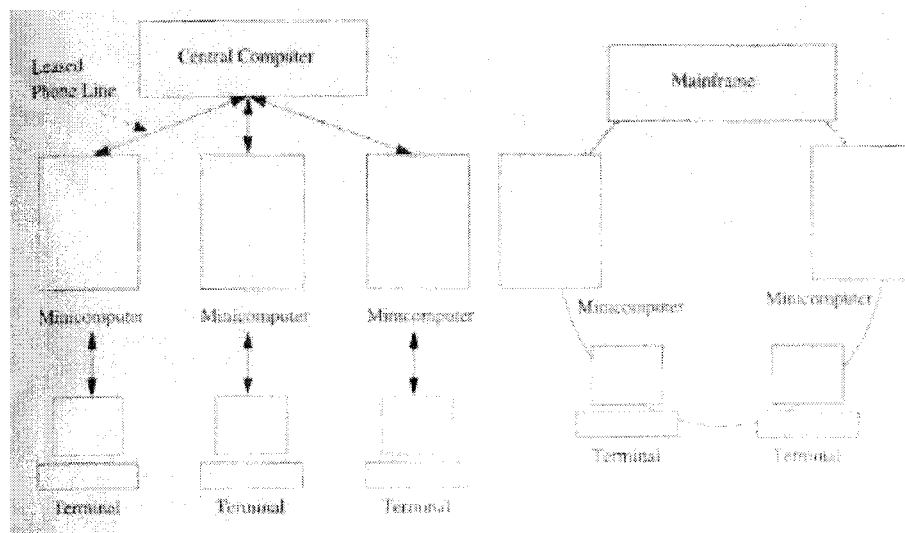 Central Computer
Leased
Phone Line
Mainframe
Minicomputer
Minicomputer
Minicomputer
Minicomputer
Minicomputer
Terminal
Terminal
Terminal
Terminal
Terminal